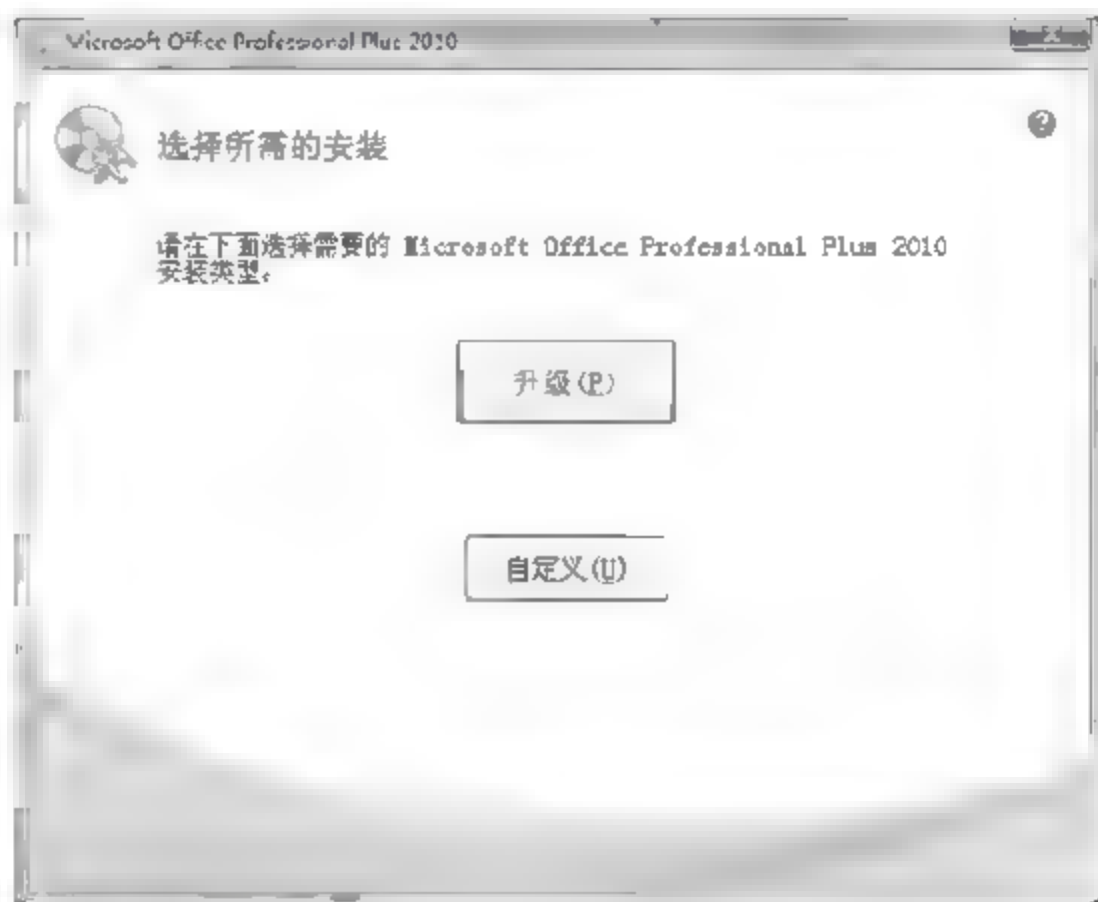 Microsoft Office Professional Plus 2010
选择所需的安装
请在下面选择需要的 Microsoft Office Professional Plus 2010
安装类型。
升级(P)
自定义(U)